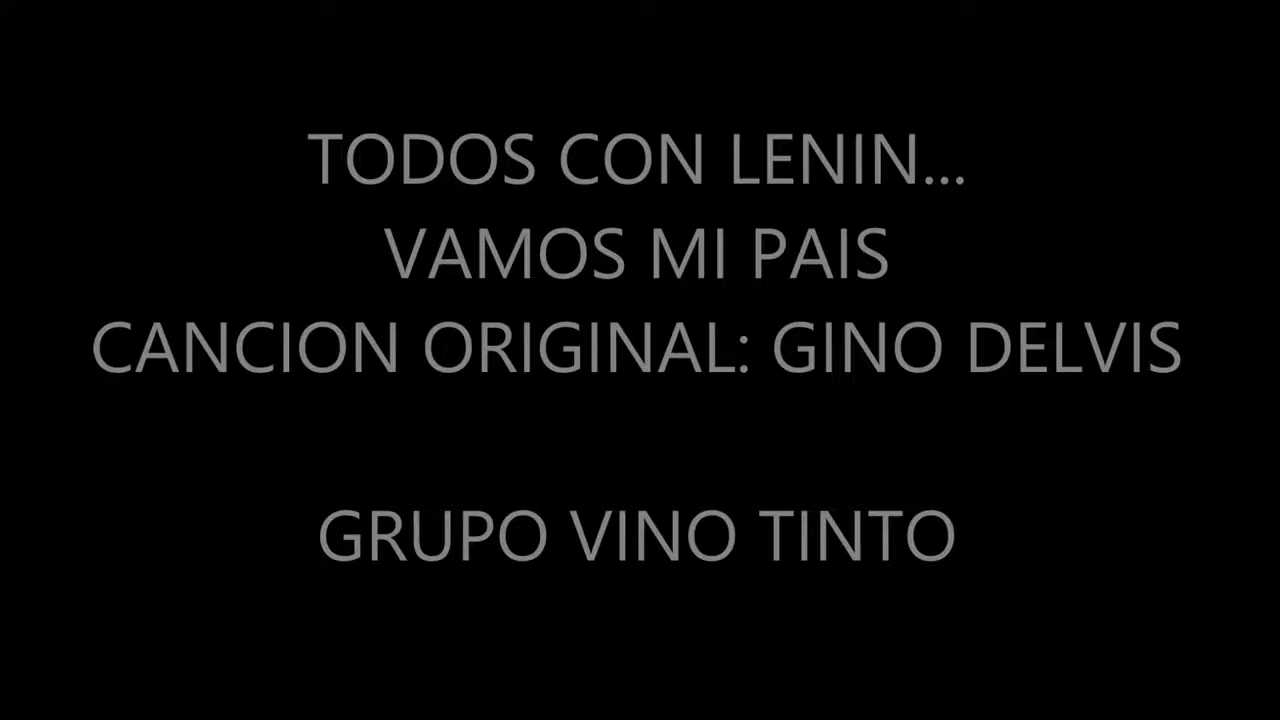 TODOS CON LENIN...
VAMOS MI PAIS
CANCION ORIGINAL: GINO DELVIS
GRUPO VINO TINTO